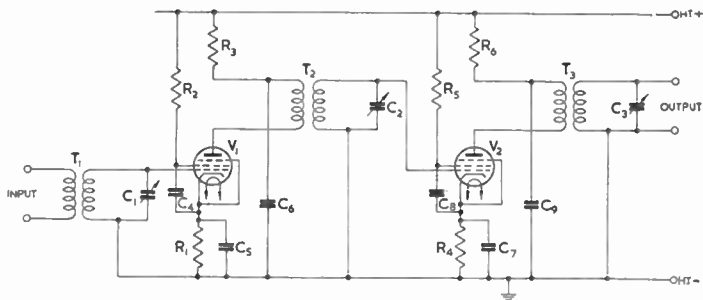 HT+
R3
R6
T2
T3
R2
R5
C2
C3
OUTPUT
V1
V2
T1
INPUT
C1
C4
C6
C8
C9
R1
C5
R4
C7
HT-